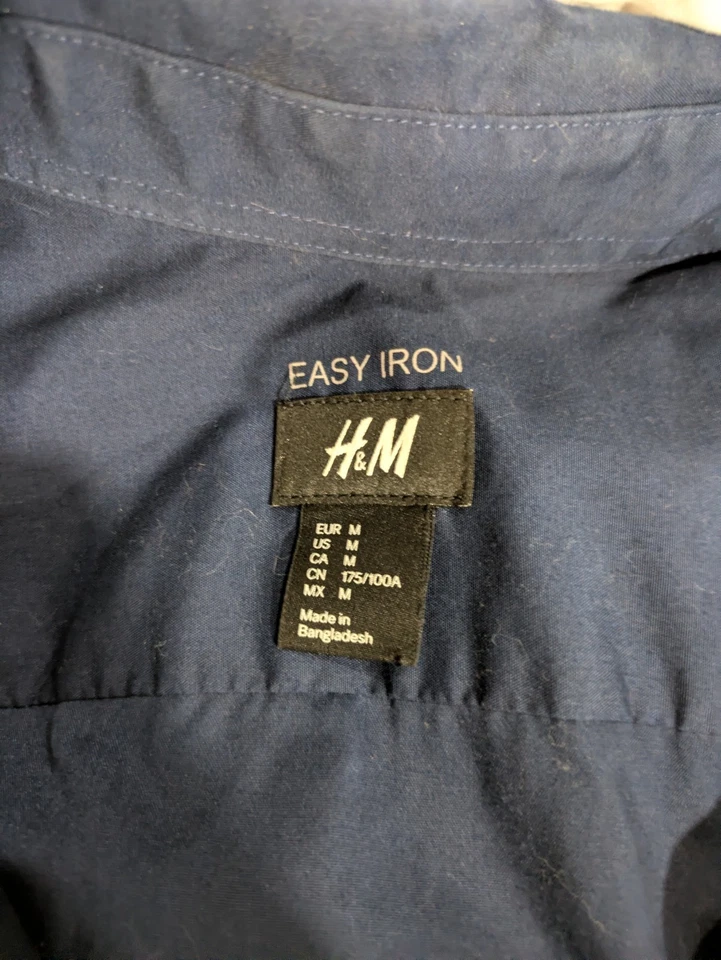 EASY IRON
H&M
EUR M
US M
CA M
CN 175/100A
MX M
Made in
Bangladesh